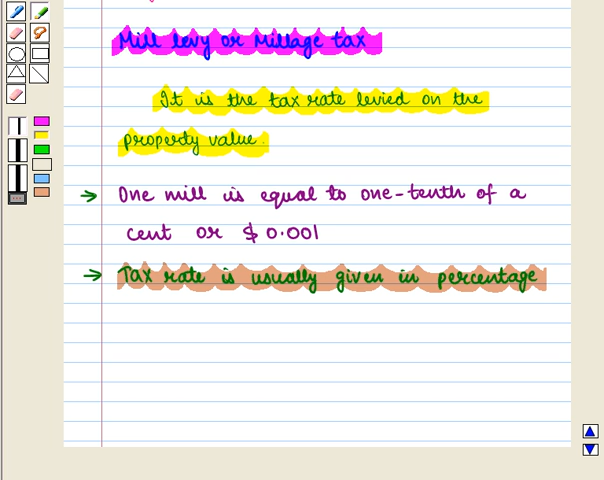 Mill levy or Millage tax
It is the tax rate levied on the
property value.
→ One mill is equal to one-tenth of a
cent or $ 0.001
→ Tax rate is usually given in percentage